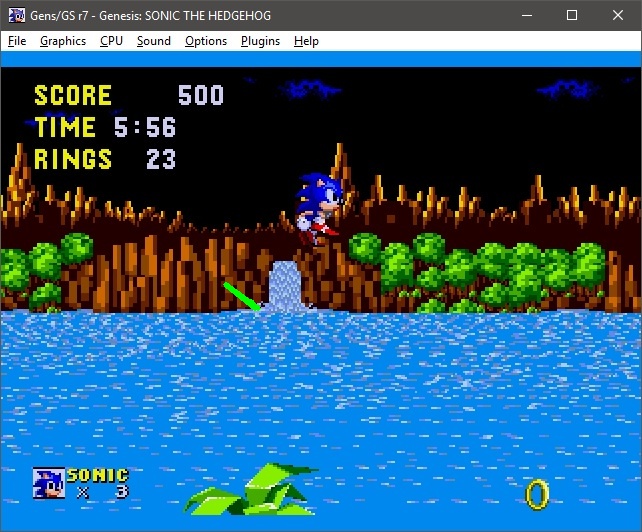 Gens/GS r7 - Genesis: SONIC THE HEDGEHOG
File Graphics CPU Sound Options Plugins Help
SCORE 500
TIME 5:56
RINGS 23
SONIC
X 3